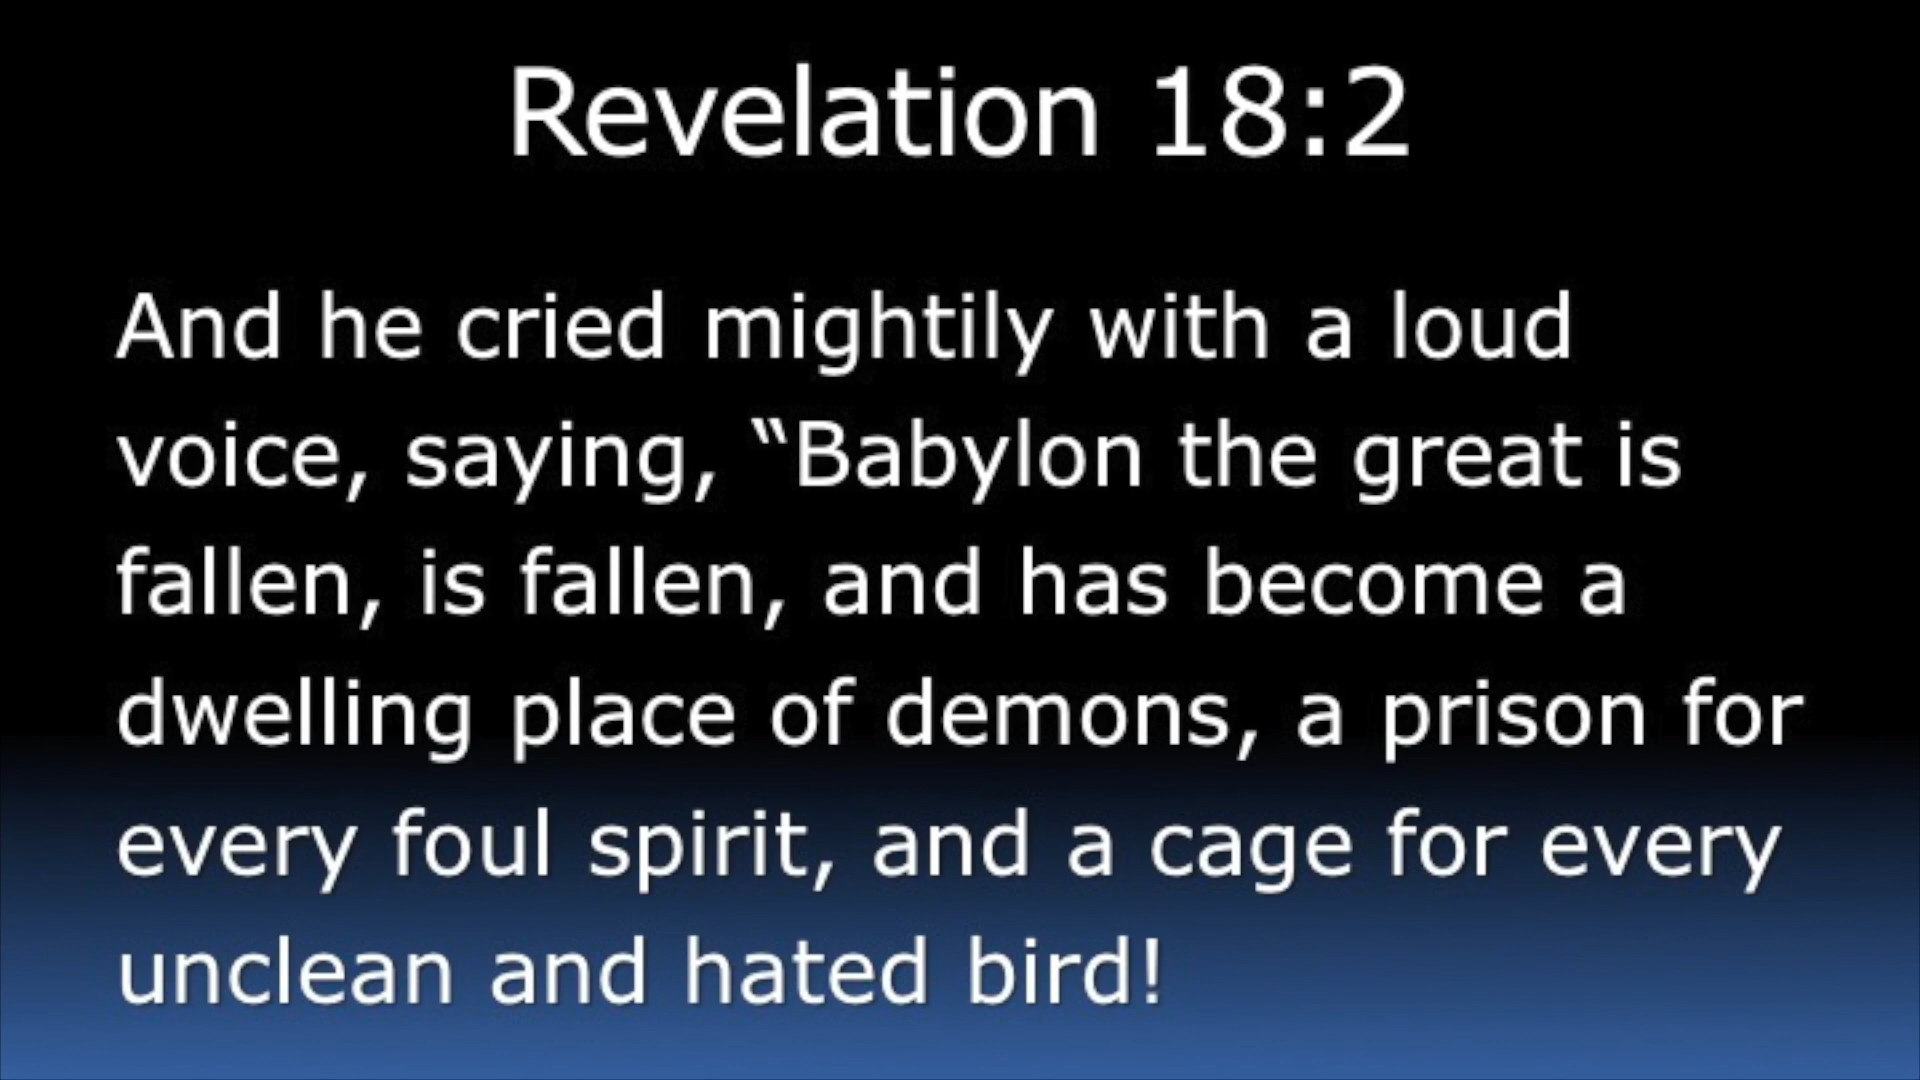 Revelation 18:2
And he cried mightily with a loud
voice, saying, “Babylon the great is
fallen, is fallen, and has become a
dwelling place of demons, a prison for
every foul spirit, and a cage for every
unclean and hated bird!